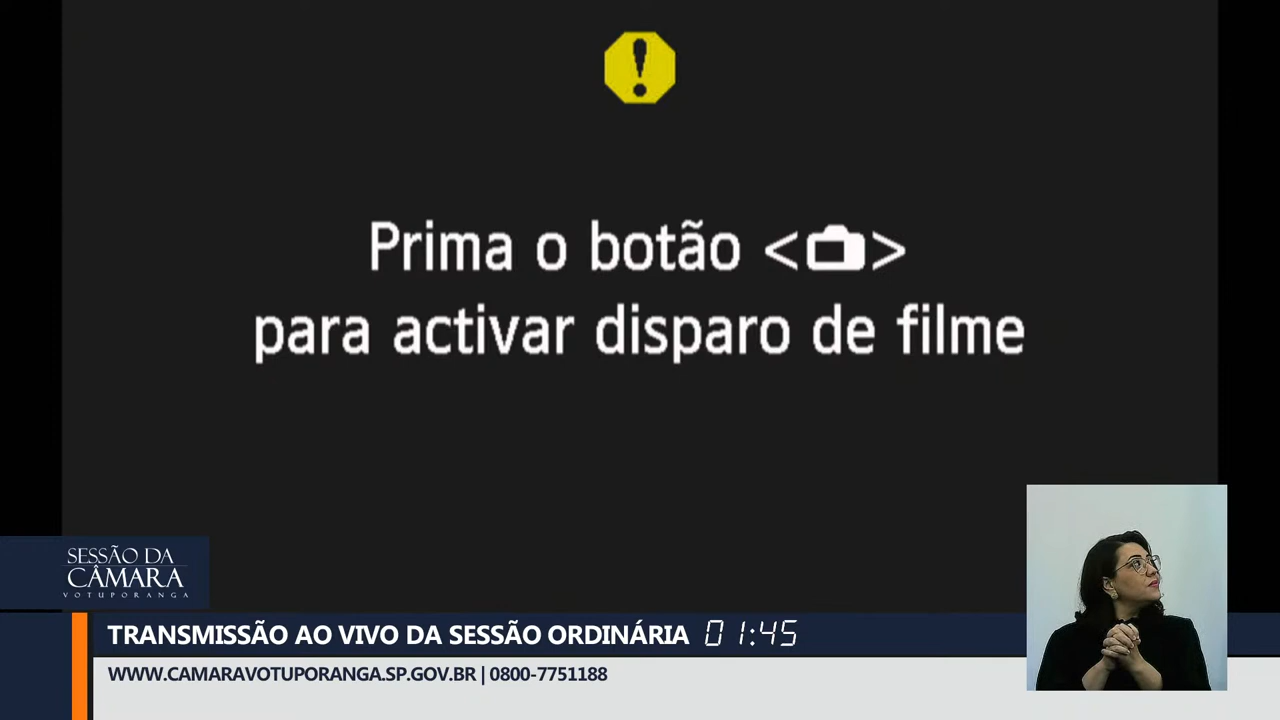 Prima o botão < >
para activar disparo de filme
SESSÃO DA
CÂMARA
VOTUPORANGA
TRANSMISSÃO AO VIVO DA SESSÃO ORDINÁRIA 01:45
WWW.CAMARAVOTUPORANGA.SP.GOV.BR | 0800-7751188